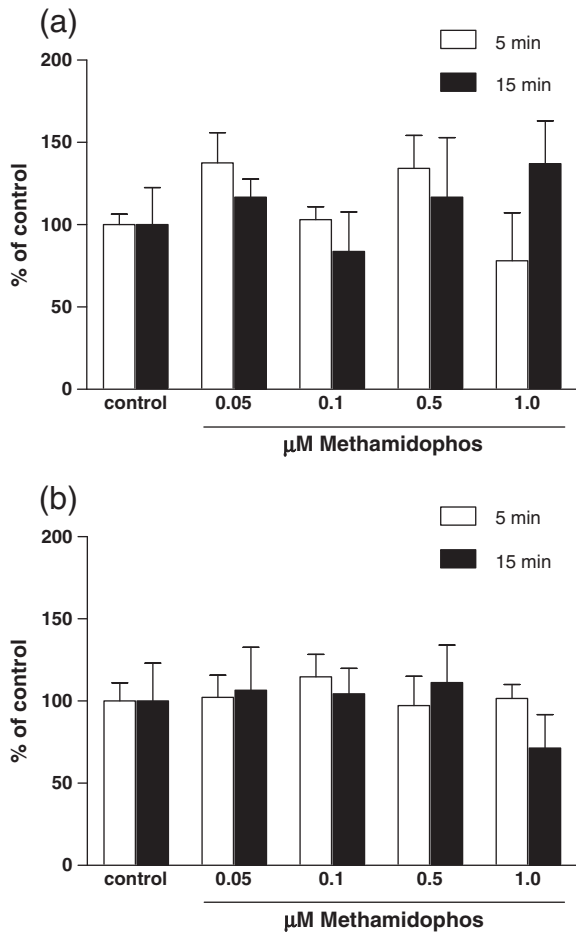 (a)
200
5 min
15 min
150
100
50
0
% of control
control 0.05 0.1 0.5 1.0
µM Methamidophos
(b)
200
5 min
15 min
150
100
50
0
% of control
control 0.05 0.1 0.5 1.0
µM Methamidophos